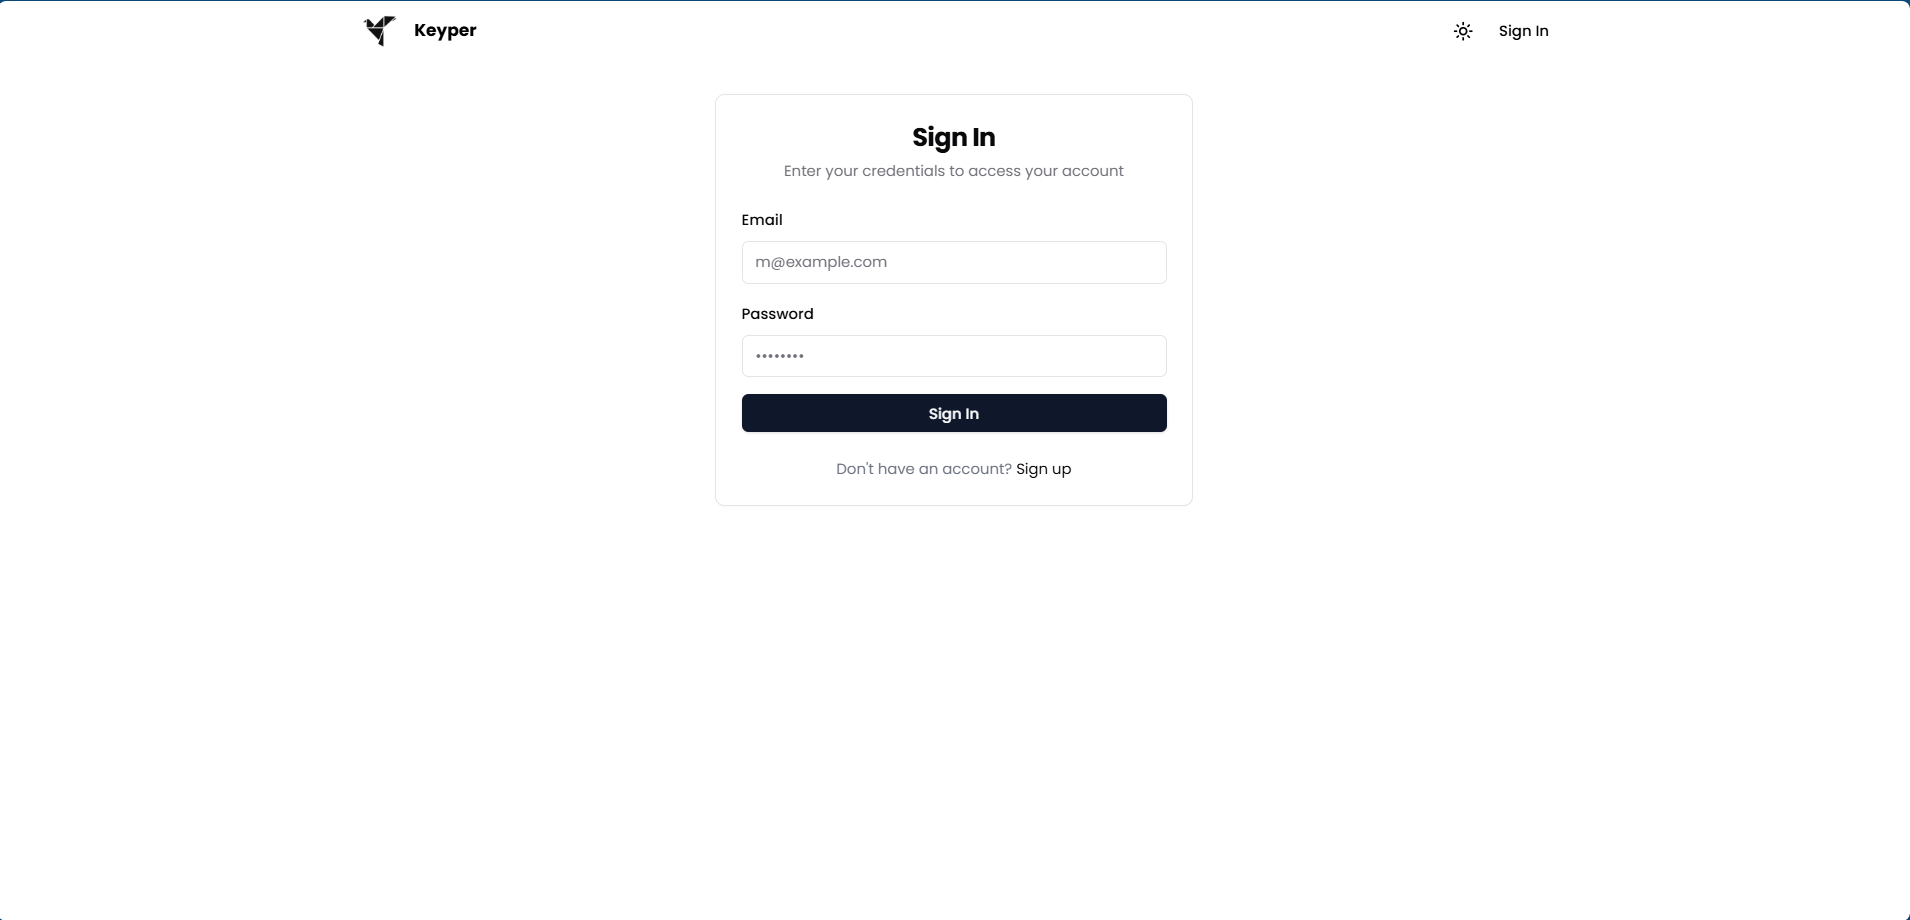 Keyper
Sign In
Sign In
Enter your credentials to access your account
Email
m@example.com
Password
••••••••
Sign In
Don't have an account? Sign up